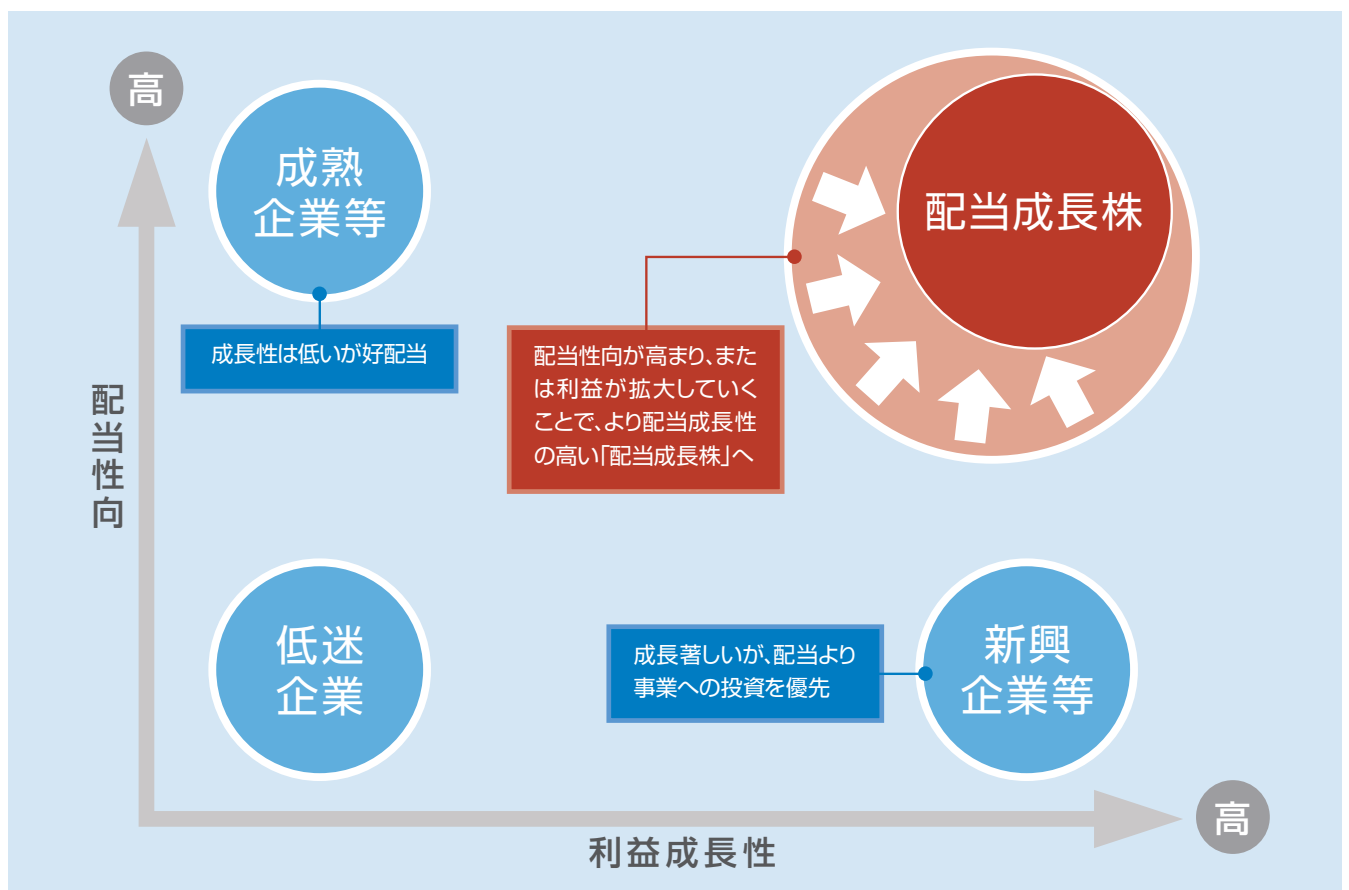 高
成熟
企業等
配当成長株
成長性は低いが好配当
配当性向が高まり、また
は利益が拡大していく
ことで、より配当成長性
の高い「配当成長株」へ
配当性向
低迷
企業
成長著しいが、配当より
事業への投資を優先
新興
企業等
高
利益成長性